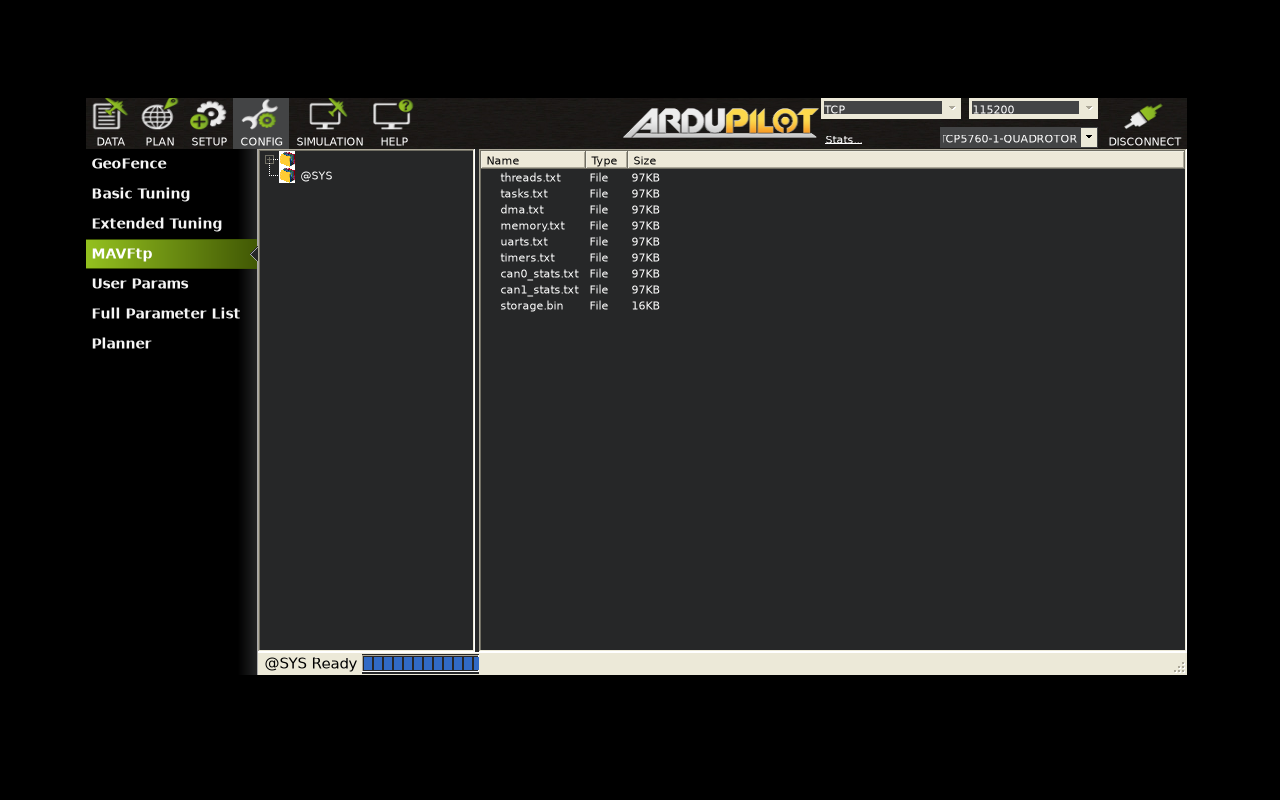 DATA PLAN SETUP CONFIG SIMULATION HELP
ARDUPILOT
TCP 115200
Stats... TCP5760-1-QUADROTOR
DISCONNECT
GeoFence
Basic Tuning
Extended Tuning
MAVFtp
User Params
Full Parameter List
Planner
@SYS
Name Type Size
threads.txt File 97KB
tasks.txt File 97KB
dma.txt File 97KB
memory.txt File 97KB
uarts.txt File 97KB
timers.txt File 97KB
can0_stats.txt File 97KB
can1_stats.txt File 97KB
storage.bin File 16KB
@SYS Ready